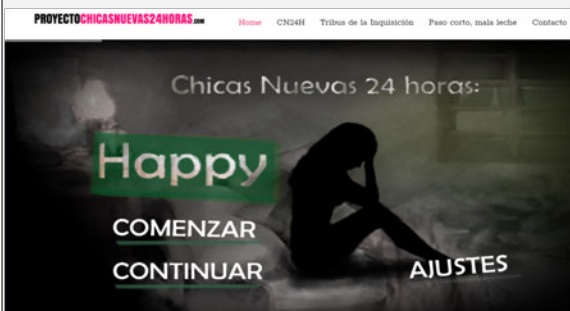 PROYECTOCHICASNUEVAS24HORAS.COM
Home CN24H Tribus de la Inquisición Paso corto, mala leche Contacto
Chicas Nuevas 24 horas:
Happy
COMENZAR
CONTINUAR
AJUSTES